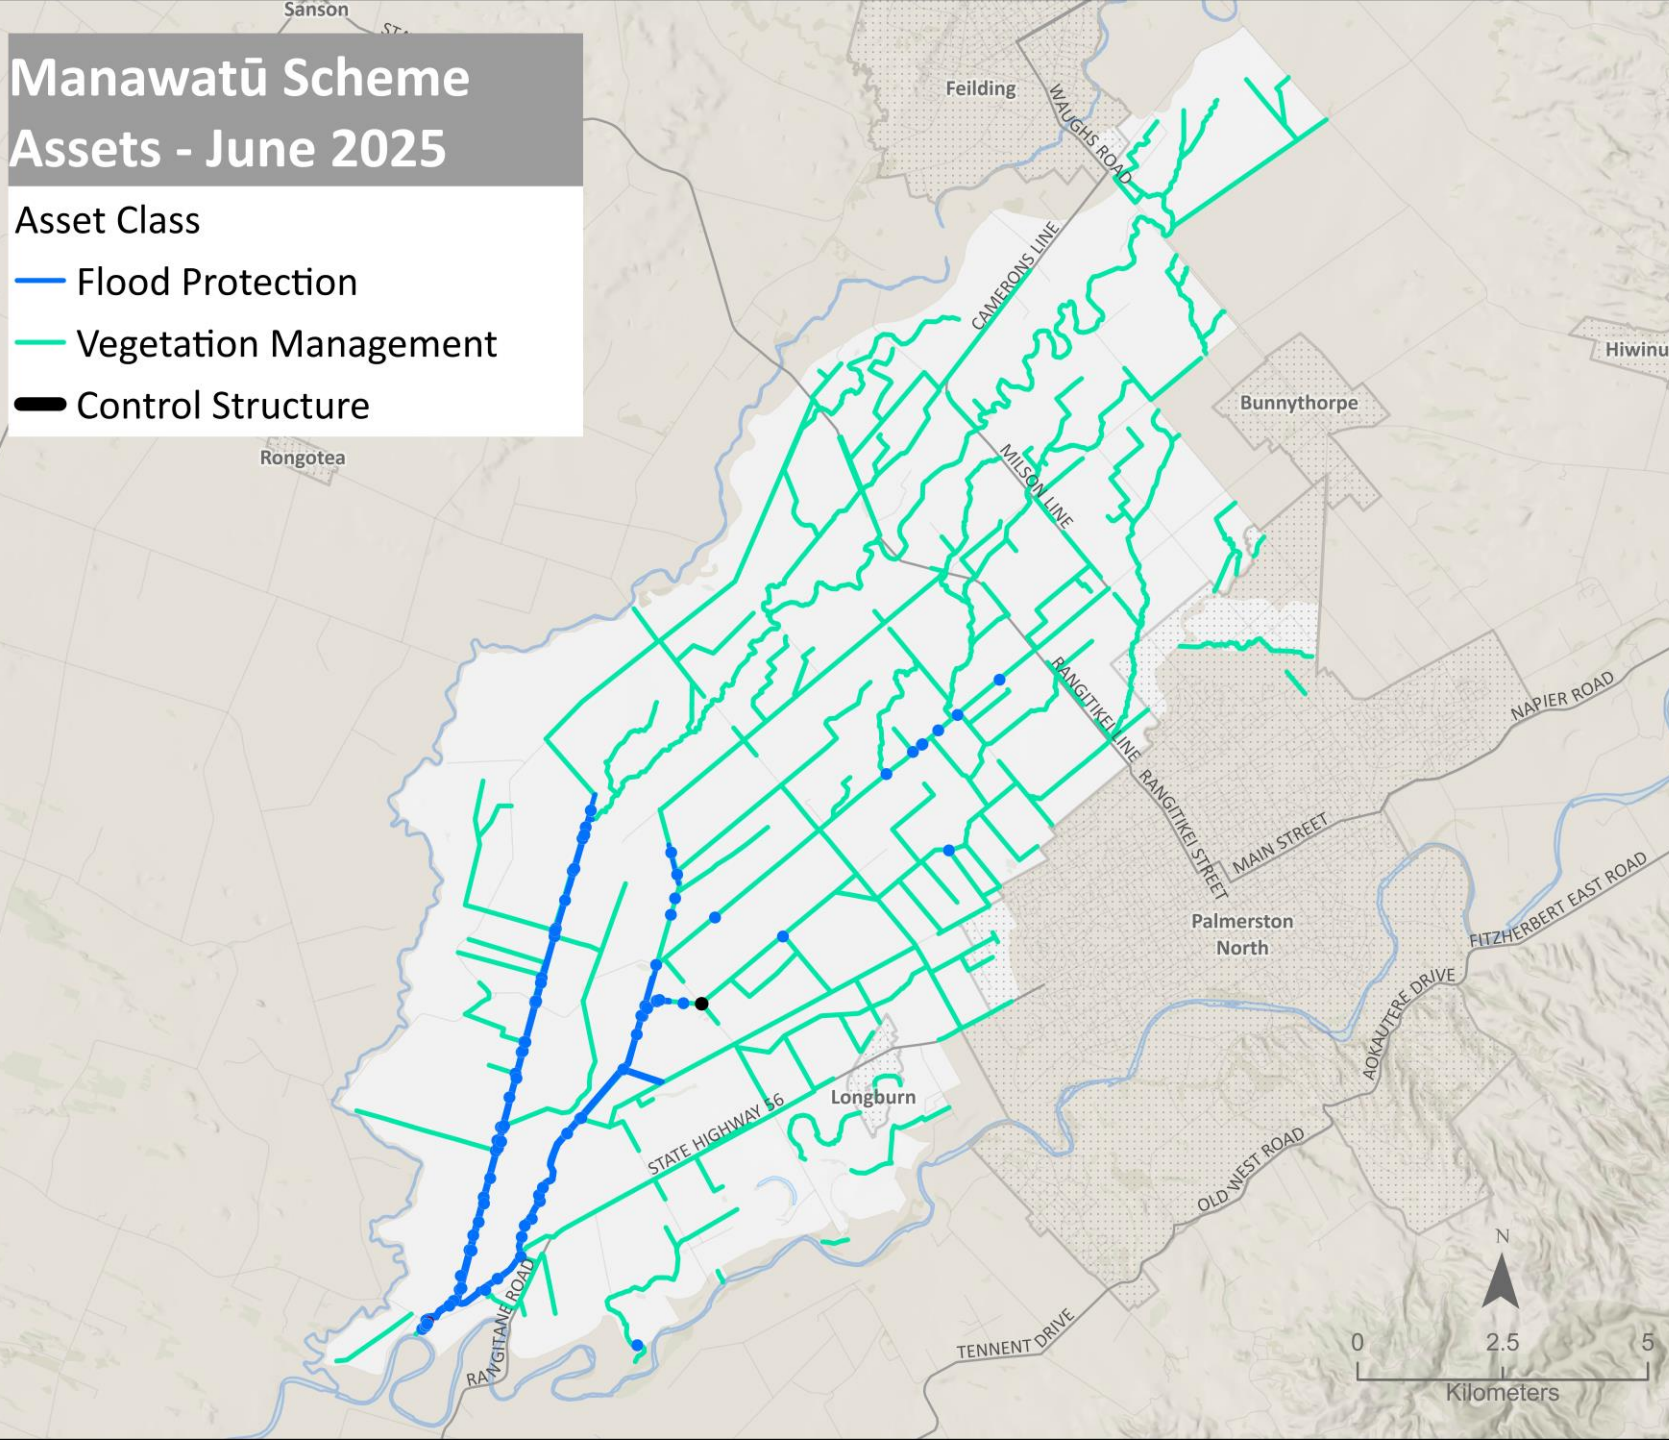 Sanson
STA
Manawatū Scheme
Assets - June 2025
Asset Class
Flood Protection
Vegetation Management
Control Structure
Feilding
WAUGHS ROAD
CAMERONS LINE
Hiwinu
Bunnythorpe
Rongotea
MILSON LINE
RANGITIKEI LINE
NAPIER ROAD
RANGITIKEI STREET
MAIN STREET
FITZHERBERT EAST ROAD
Palmerston
North
AOKAUTERE DRIVE
Longburn
STATE HIGHWAY 56
OLD WEST ROAD
RANGITANE ROAD
TENNENT DRIVE
N
0 2.5 5
Kilometers